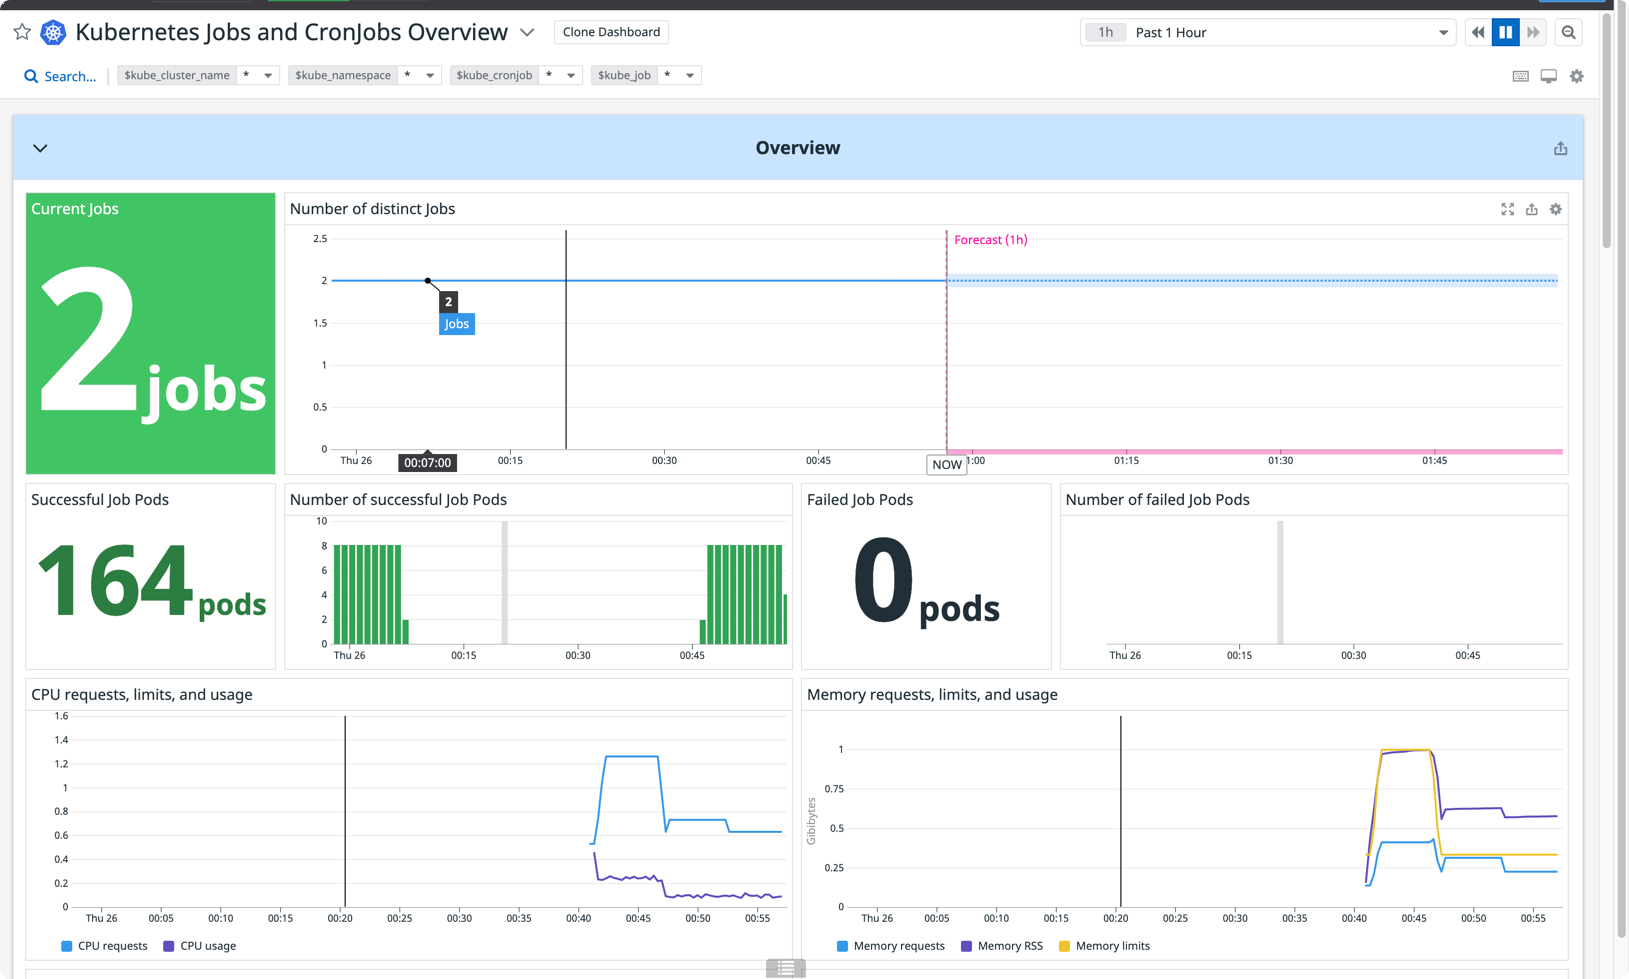 Kubernetes Jobs and CronJobs Overview
Clone Dashboard
1h Past 1 Hour
Search...
$kube_cluster_name *
$kube_namespace *
$kube_cronjob *
$kube_job *
Overview
Current Jobs
2 jobs
Number of distinct Jobs
2.5
2
1.5
1
0.5
0
Forecast (1h)
2
Jobs
Thu 26
00:07:00
00:15
00:30
00:45
NOW
1:00
01:15
01:30
01:45
Successful Job Pods
164 pods
Number of successful Job Pods
10
8
6
4
2
0
Thu 26
00:15
00:30
00:45
Failed Job Pods
0 pods
Number of failed Job Pods
Thu 26
00:15
00:30
00:45
CPU requests, limits, and usage
1.6
1.4
1.2
1
0.8
0.6
0.4
0.2
0
Thu 26
00:05
00:10
00:15
00:20
00:25
00:30
00:35
00:40
00:45
00:50
00:55
CPU requests
CPU usage
Memory requests, limits, and usage
Gibibytes
1
0.75
0.5
0.25
0
Thu 26
00:05
00:10
00:15
00:20
00:25
00:30
00:35
00:40
00:45
00:50
00:55
Memory requests
Memory RSS
Memory limits